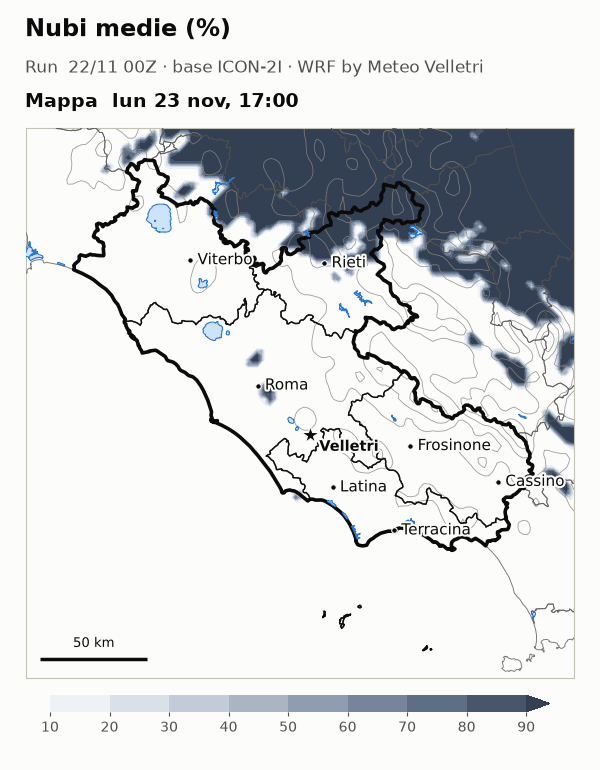 Nubi medie (%)
Run  22/11 00Z · base ICON-2I · WRF by Meteo Velletri
Mappa  lun 23 nov, 17:00
Viterbo
Rieti
Roma
Velletri
Frosinone
Latina
Cassino
Terracina
50 km
10 20 30 40 50 60 70 80 90